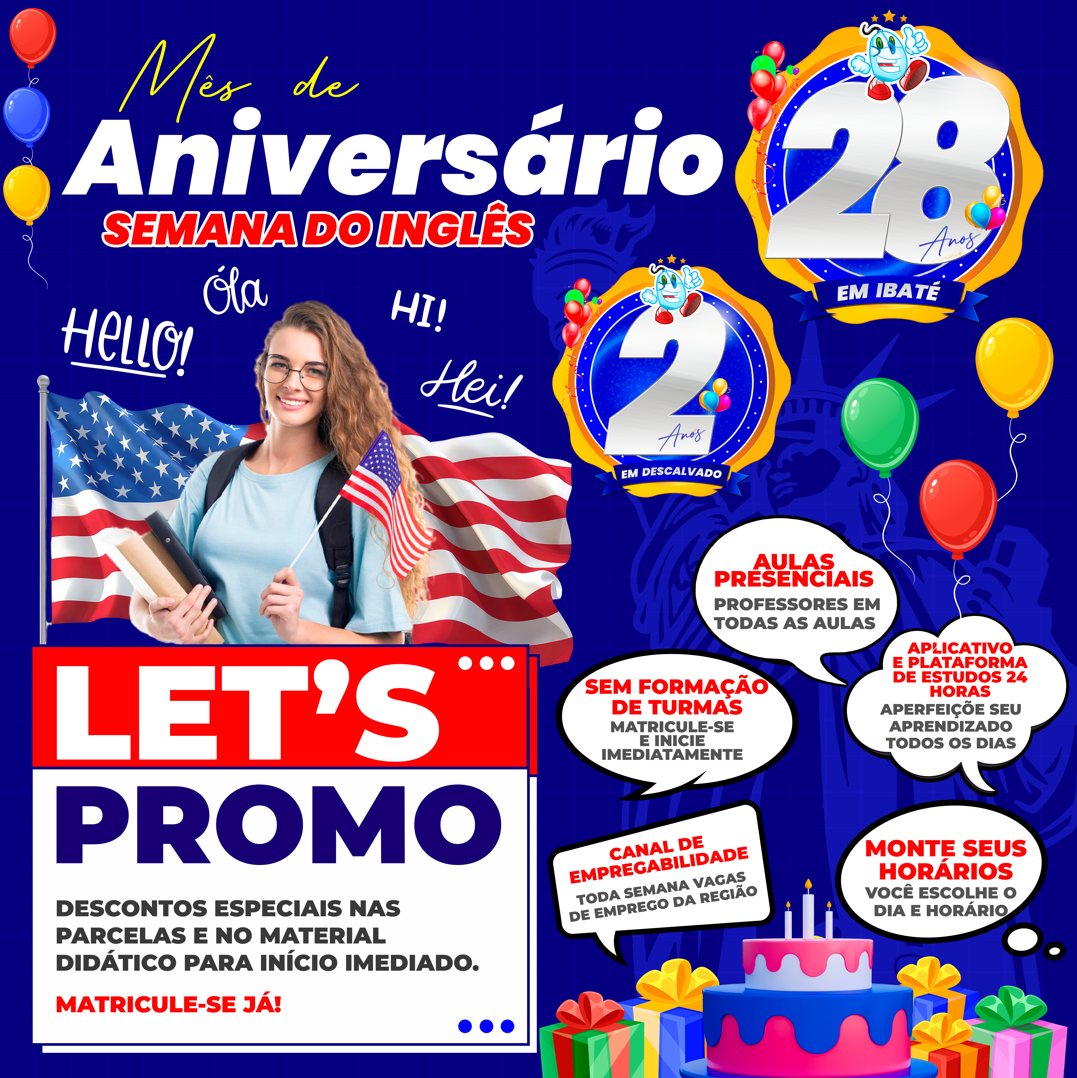 Mês de
Aniversário
SEMANA DO INGLÊS
28
Anos
EM IBATÉ
2
Anos
EM DESCALVADO
Óla
HELLO!
HI!
Hei!
LET'S
PROMO
DESCONTOS ESPECIAIS NAS
PARCELAS E NO MATERIAL
DIDÁTICO PARA INÍCIO IMEDIADO.
MATRICULE-SE JÁ!
AULAS
PRESENCIAIS
PROFESSORES EM
TODAS AS AULAS
SEM FORMAÇÃO
DE TURMAS
MATRICULE-SE
E INICIE
IMEDIATAMENTE
APLICATIVO
E PLATAFORMA
DE ESTUDOS 24
HORAS
APERFEIÇÕE SEU
APRENDIZADO
TODOS OS DIAS
CANAL DE
EMPREGABILIDADE
TODA SEMANA VAGAS
DE EMPREGO DA REGIÃO
MONTE SEUS
HORÁRIOS
VOCÊ ESCOLHE O
DIA E HORÁRIO